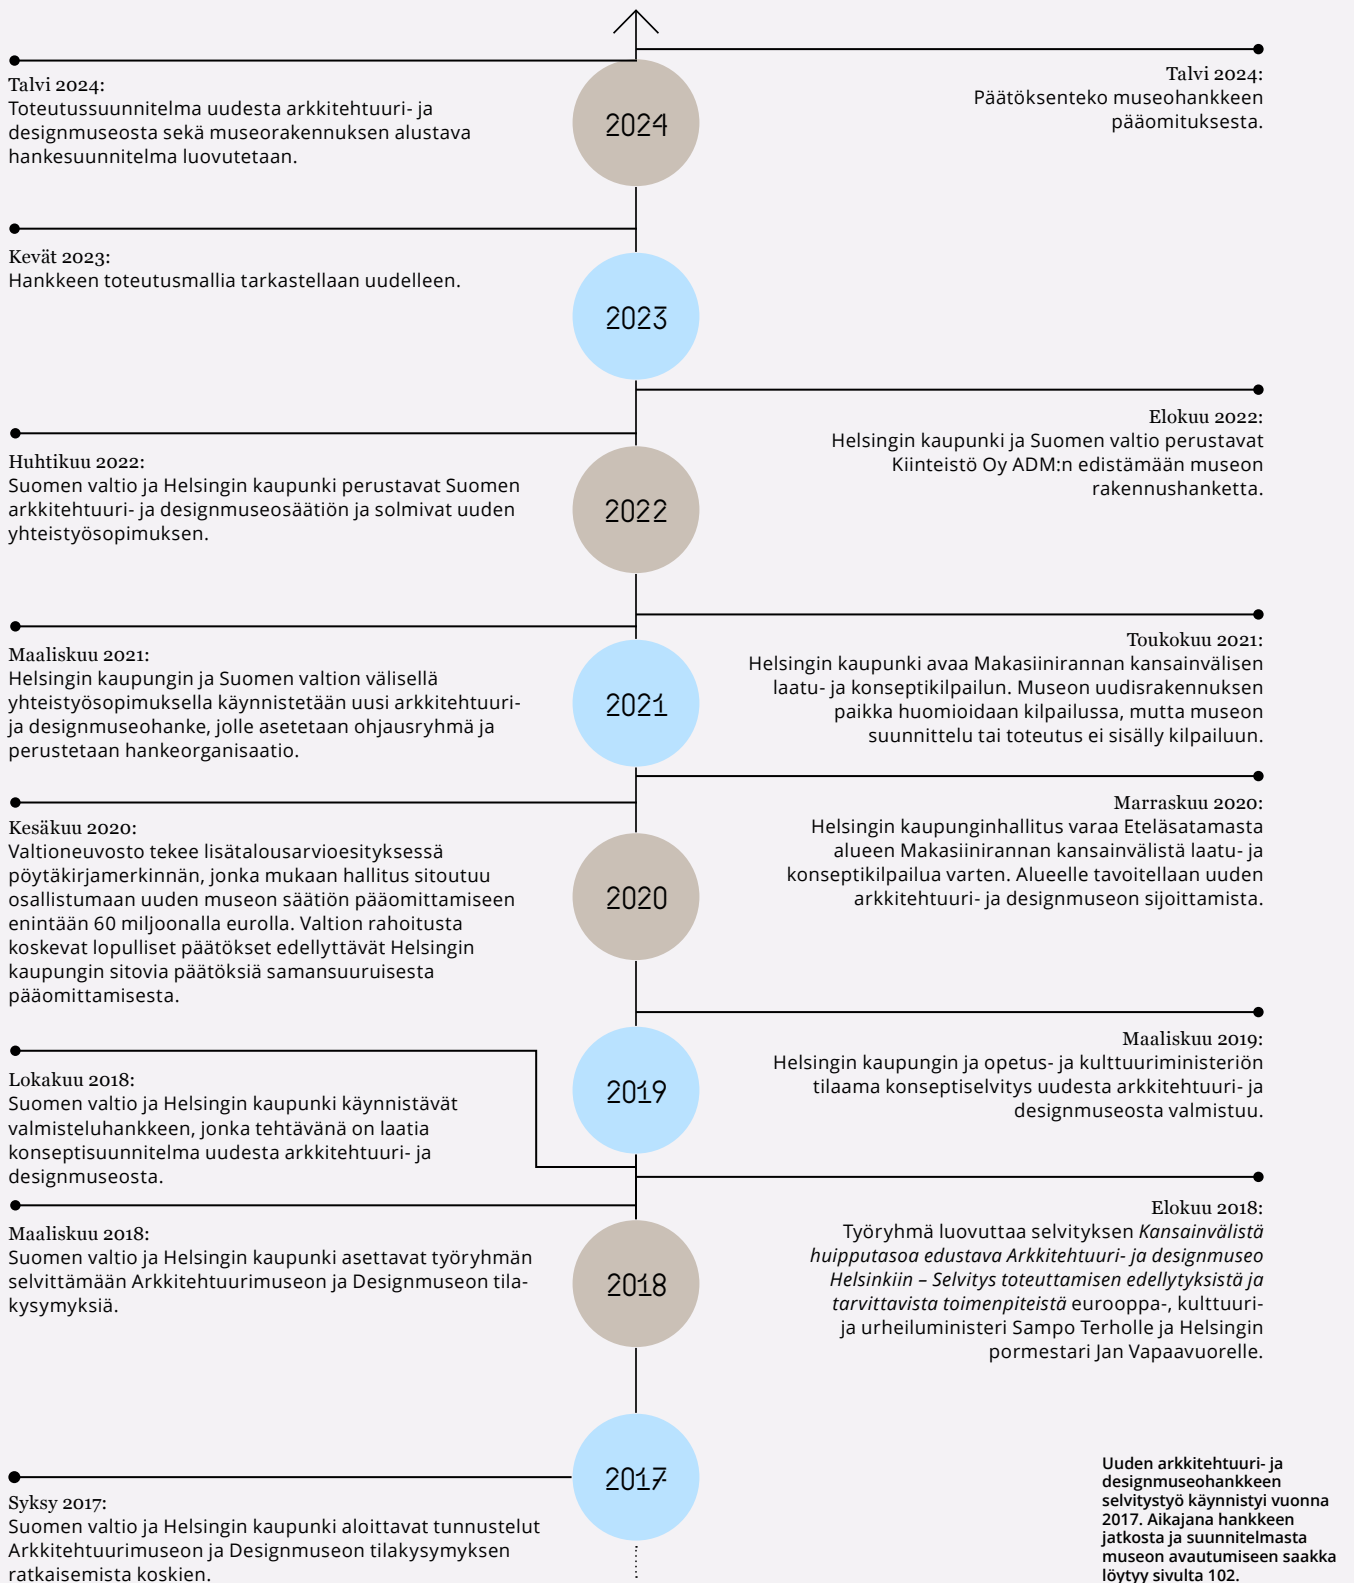 Talvi 2024:
Toteutussuunnitelma uudesta arkkitehtuuri- ja
designmuseosta sekä museorakennuksen alustava
hankesuunnitelma luovutetaan.
2024
Talvi 2024:
Päätöksenteko museohankkeen
pääomituksesta.
Kevät 2023:
Hankkeen toteutusmallia tarkastellaan uudelleen.
2023
Elokuu 2022:
Helsingin kaupunki ja Suomen valtio perustavat
Kiinteistö Oy ADM:n edistämään museon
rakennushanketta.
Huhtikuu 2022:
Suomen valtio ja Helsingin kaupunki perustavat Suomen
arkkitehtuuri- ja designmuseosäätiön ja solmivat uuden
yhteistyösopimuksen.
2022
Toukokuu 2021:
Helsingin kaupunki avaa Makasiinirannan kansainvälisen
laatu- ja konseptikilpailun. Museon uudisrakennuksen
paikka huomioidaan kilpailussa, mutta museon
suunnittelu tai toteutus ei sisälly kilpailuun.
Maaliskuu 2021:
Helsingin kaupungin ja Suomen valtion välisellä
yhteistyösopimuksella käynnistetään uusi arkkitehtuuri-
ja designmuseohanke, jolle asetetaan ohjausryhmä ja
perustetaan hankeorganisaatio.
2021
Marraskuu 2020:
Helsingin kaupunginhallitus varaa Eteläsatamasta
alueen Makasiinirannan kansainvälistä laatu- ja
konseptikilpailua varten. Alueelle tavoitellaan uuden
arkkitehtuuri- ja designmuseon sijoittamista.
Kesäkuu 2020:
Valtioneuvosto tekee lisätalousarvioesityksessä
pöytäkirjamerkinnän, jonka mukaan hallitus sitoutuu
osallistumaan uuden museon säätiön pääomittamiseen
enintään 60 miljoonalla eurolla. Valtion rahoitusta
koskevat lopulliset päätökset edellyttävät Helsingin
kaupungin sitovia päätöksiä samansuuruisesta
pääomittamisesta.
2020
Maaliskuu 2019:
Helsingin kaupungin ja opetus- ja kulttuuriministeriön
tilaama konseptiselvitys uudesta arkkitehtuuri- ja
designmuseosta valmistuu.
2019
Lokakuu 2018:
Suomen valtio ja Helsingin kaupunki käynnistävät
valmisteluhankkeen, jonka tehtävänä on laatia
konseptisuunnitelma uudesta arkkitehtuuri- ja
designmuseosta.
Elokuu 2018:
Työryhmä luovuttaa selvityksen Kansainvälistä
huipputasoa edustava Arkkitehtuuri- ja designmuseo
Helsinkiin – Selvitys toteuttamisen edellytyksistä ja
tarvittavista toimenpiteistä eurooppa-, kulttuuri-
ja urheiluministeri Sampo Terholle ja Helsingin
pormestari Jan Vapaavuorelle.
Maaliskuu 2018:
Suomen valtio ja Helsingin kaupunki asettavat työryhmän
selvittämään Arkkitehtuurimuseon ja Designmuseon tila-
kysymyksiä.
2018
2017
Syksy 2017:
Suomen valtio ja Helsingin kaupunki aloittavat tunnustelut
Arkkitehtuurimuseon ja Designmuseon tilakysymyksen
ratkaisemista koskien.
Uuden arkkitehtuuri- ja
designmuseohankkeen
selvitystyö käynnistyi vuonna
2017. Aikajana hankkeen
jatkosta ja suunnitelmasta
museon avautumiseen saakka
löytyy sivulta 102.